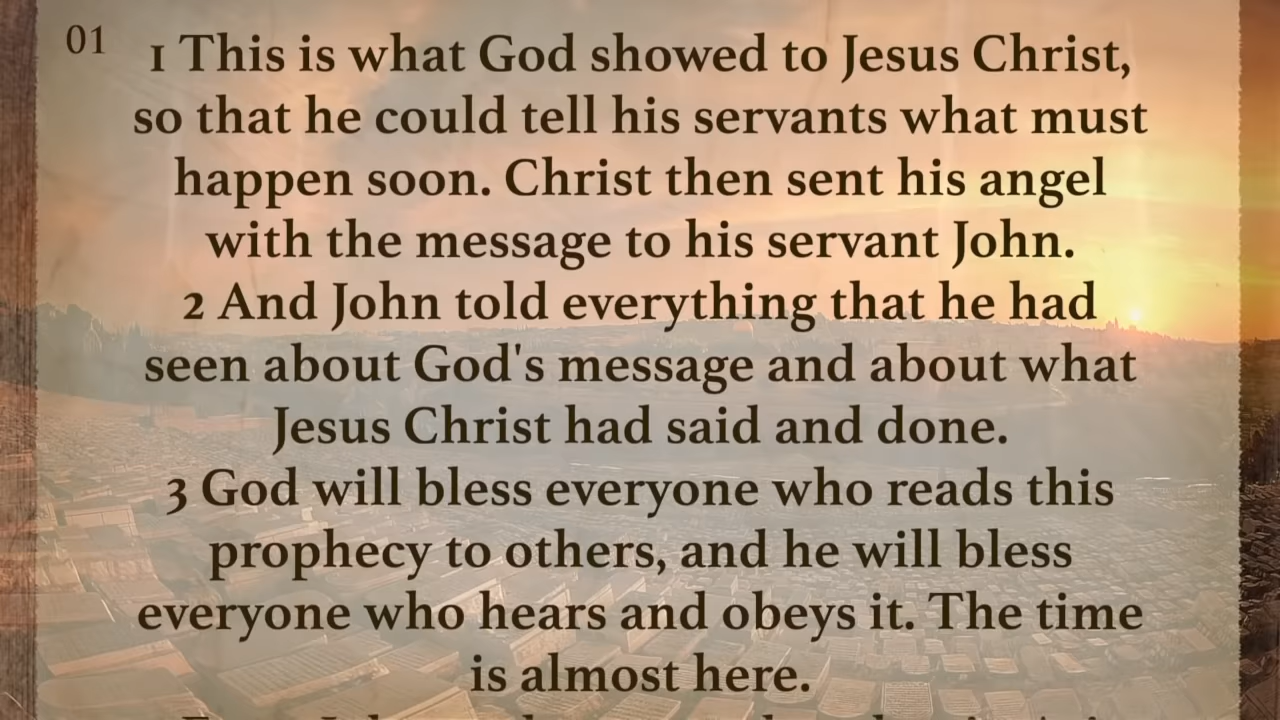 01
1 This is what God showed to Jesus Christ,
so that he could tell his servants what must
happen soon. Christ then sent his angel
with the message to his servant John.
2 And John told everything that he had
seen about God's message and about what
Jesus Christ had said and done.
3 God will bless everyone who reads this
prophecy to others, and he will bless
everyone who hears and obeys it. The time
is almost here.